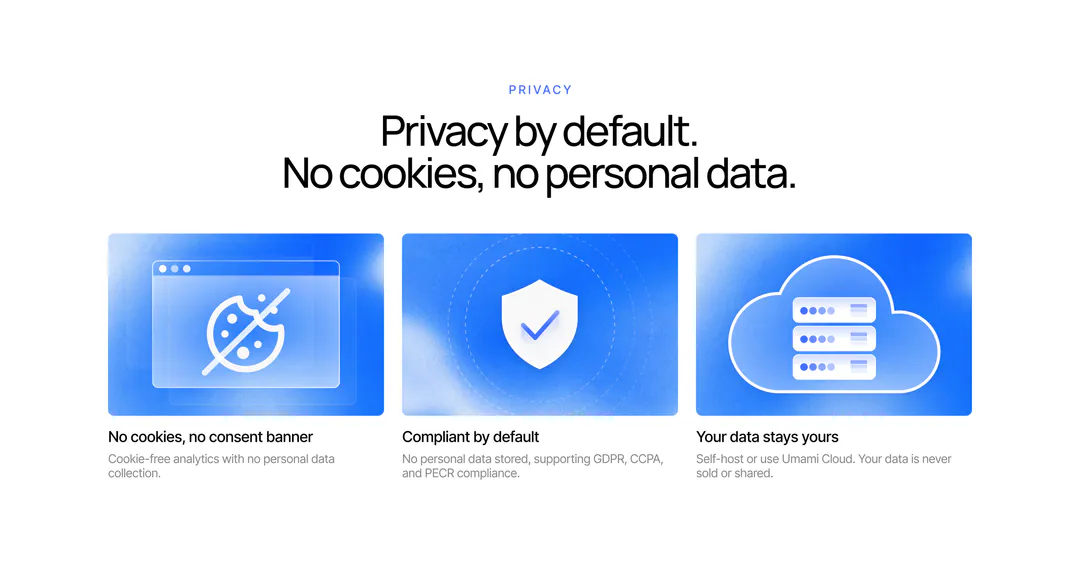 PRIVACY
Privacy by default.
No cookies, no personal data.
No cookies, no consent banner
Cookie-free analytics with no personal data
collection.
Compliant by default
No personal data stored, supporting GDPR, CCPA,
and PECR compliance.
Your data stays yours
Self-host or use Umami Cloud. Your data is never
sold or shared.